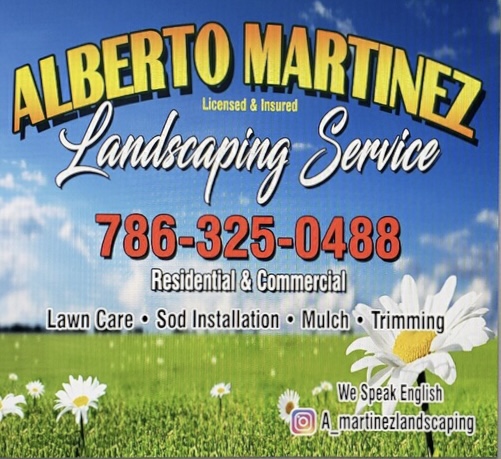 ALBERTO MARTINEZ
Licensed & Insured
Landscaping Service
786-325-0488
Residential & Commercial
Lawn Care • Sod Installation • Mulch • Trimming
We Speak English
A_martinezlandscaping